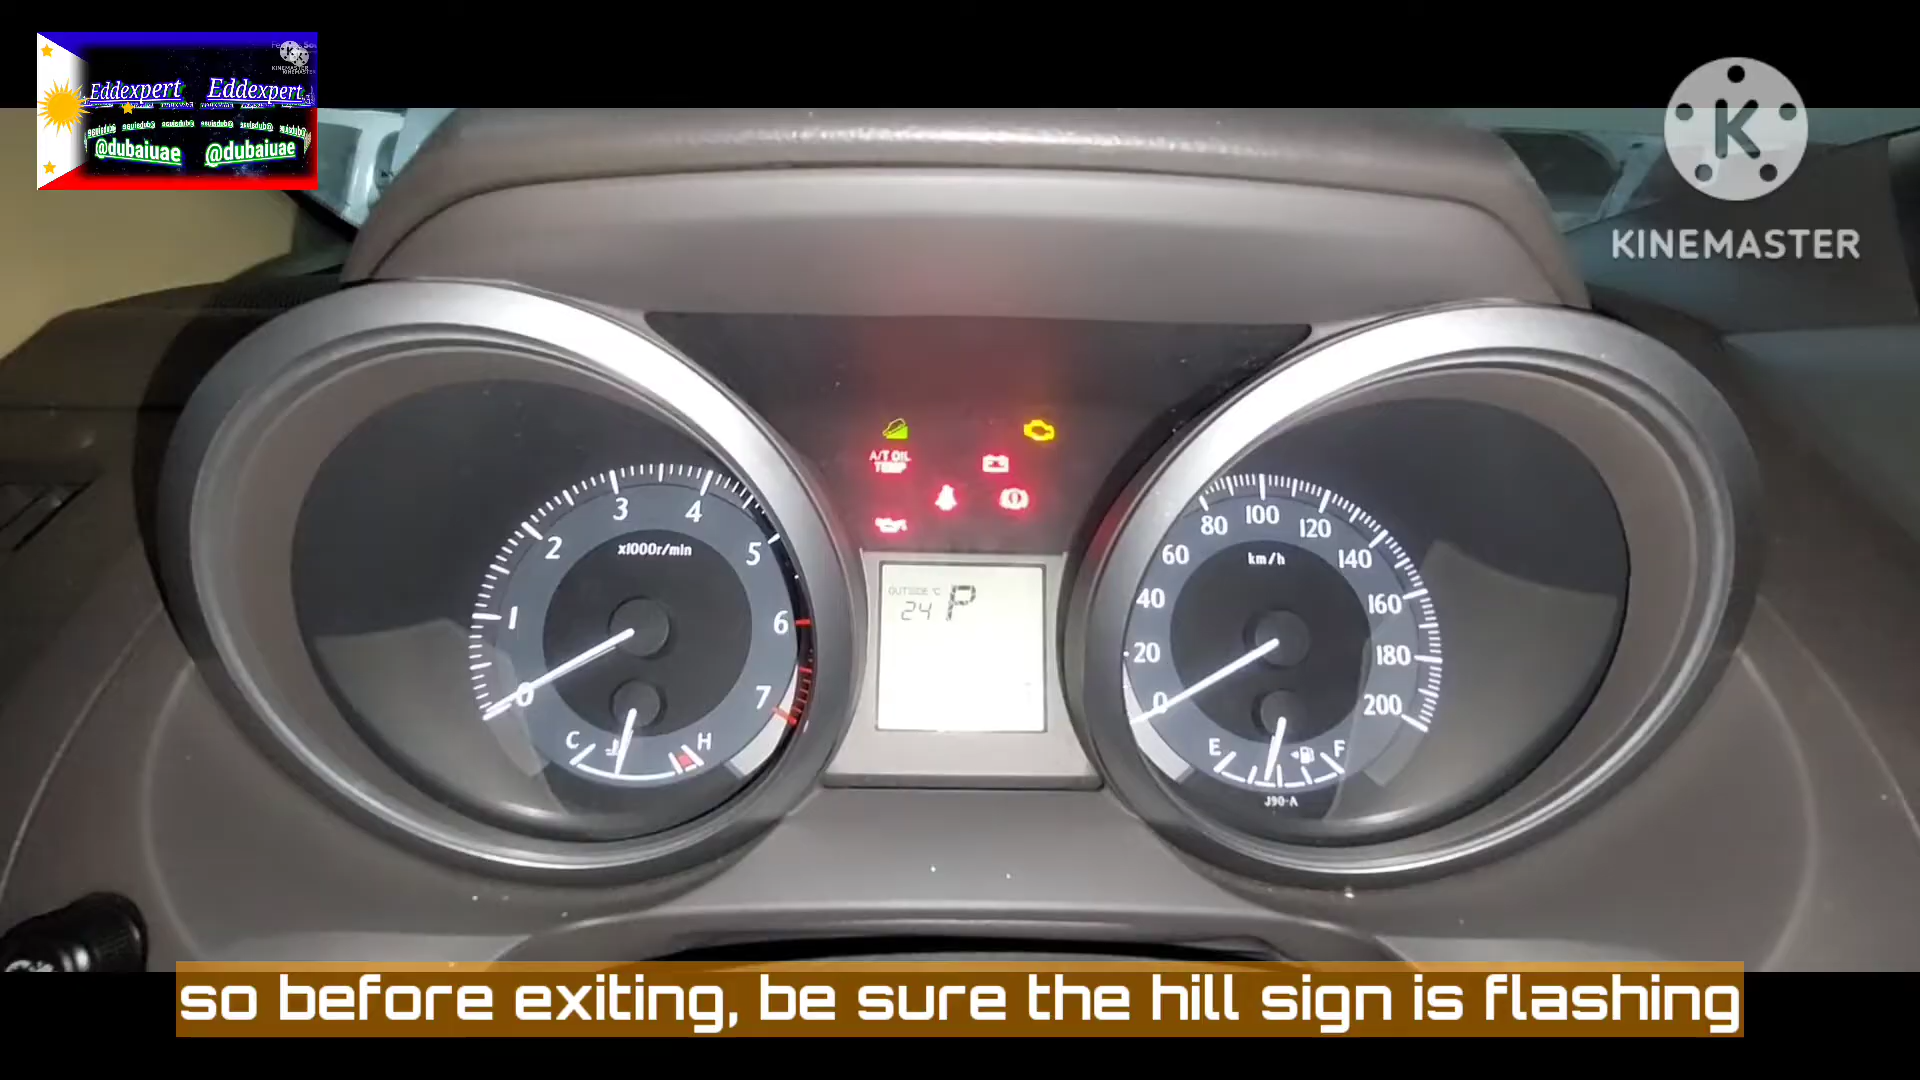 Eddexpert Eddexpert
@dubaiuae @dubaiuae
KINEMASTER
A/T OIL
TEMP
0 1 2 3 4 5 6 7
x1000r/min
C H
OUTSIDE °C
24 P
0 20 40 60 80 100 120 140 160 180 200
km/h
E F
J90-A
so before exiting, be sure the hill sign is flashing